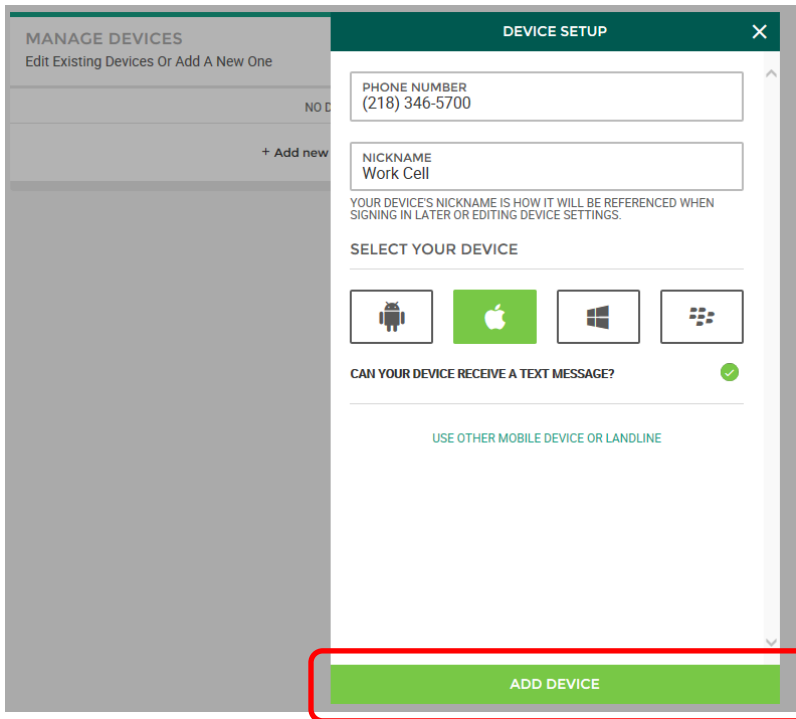 MANAGE DEVICES
Edit Existing Devices Or Add A New One
NO D
+ Add new
DEVICE SETUP
PHONE NUMBER
(218) 346-5700
NICKNAME
Work Cell
YOUR DEVICE'S NICKNAME IS HOW IT WILL BE REFERENCED WHEN
SIGNING IN LATER OR EDITING DEVICE SETTINGS.
SELECT YOUR DEVICE
CAN YOUR DEVICE RECEIVE A TEXT MESSAGE?
USE OTHER MOBILE DEVICE OR LANDLINE
ADD DEVICE